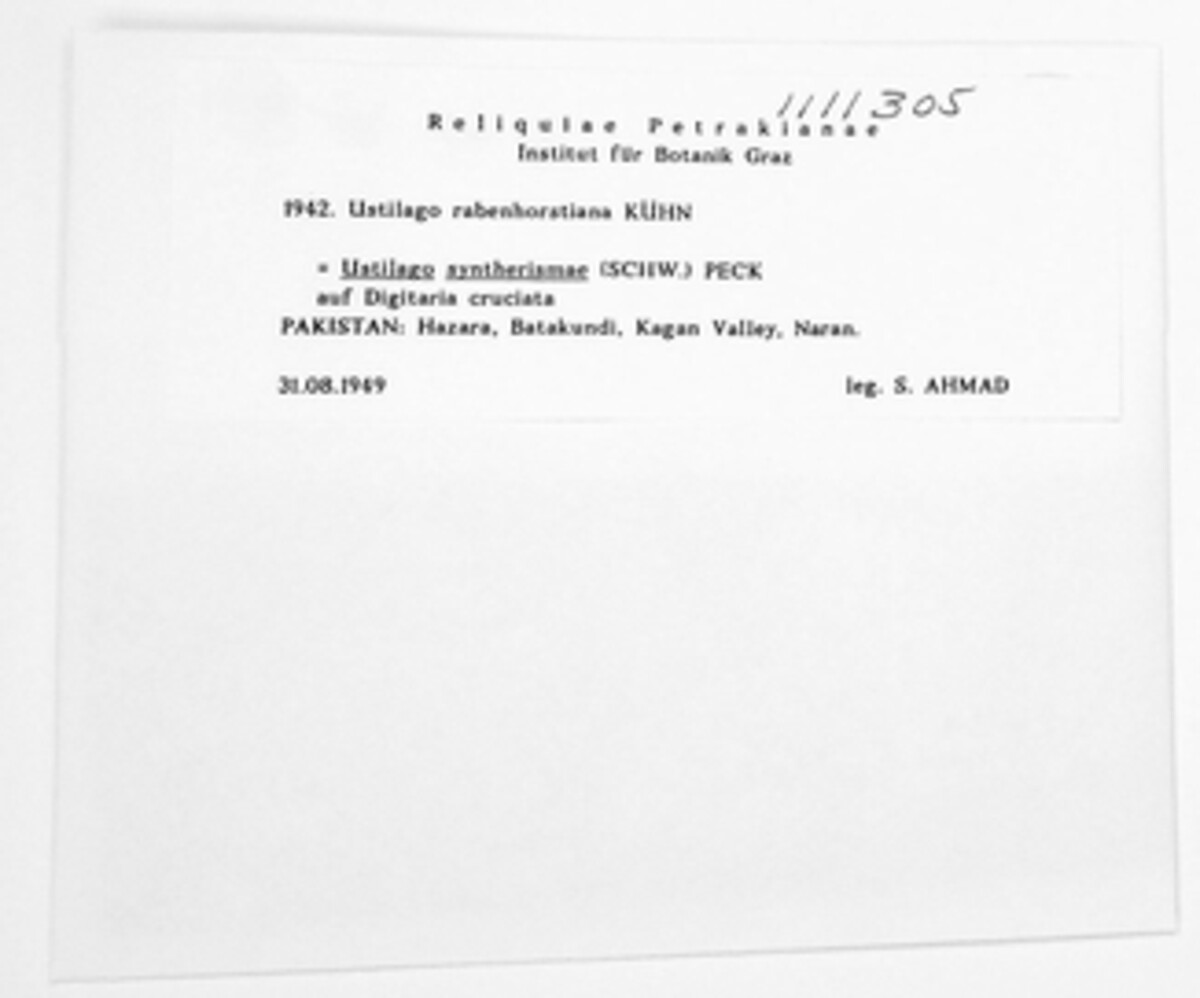 1111305
Reliquiae Petrakianae
Institut für Botanik Graz
1942. Ustilago rabenhorstiana KÜHN
= Ustilago syntherismae (SCHW.) PECK
auf Digitaria cruciata
PAKISTAN: Hazara, Batakundi, Kagan Valley, Naran.
31.08.1949 leg. S. AHMAD